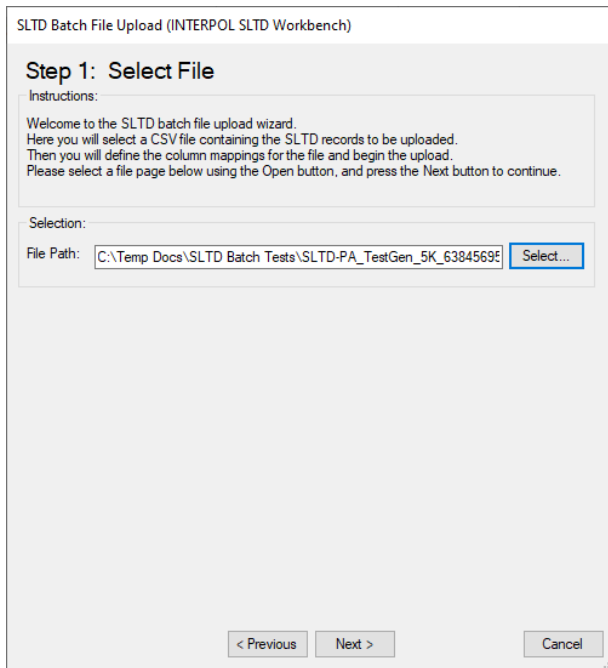 SLTD Batch File Upload (INTERPOL SLTD Workbench)
Step 1: Select File
Instructions:
Welcome to the SLTD batch file upload wizard.
Here you will select a CSV file containing the SLTD records to be uploaded.
Then you will define the column mappings for the file and begin the upload.
Please select a file page below using the Open button, and press the Next button to continue.
Selection:
File Path: C:\Temp Docs\SLTD Batch Tests\SLTD-PA_TestGen_5K_63845695 Select...
< Previous Next > Cancel